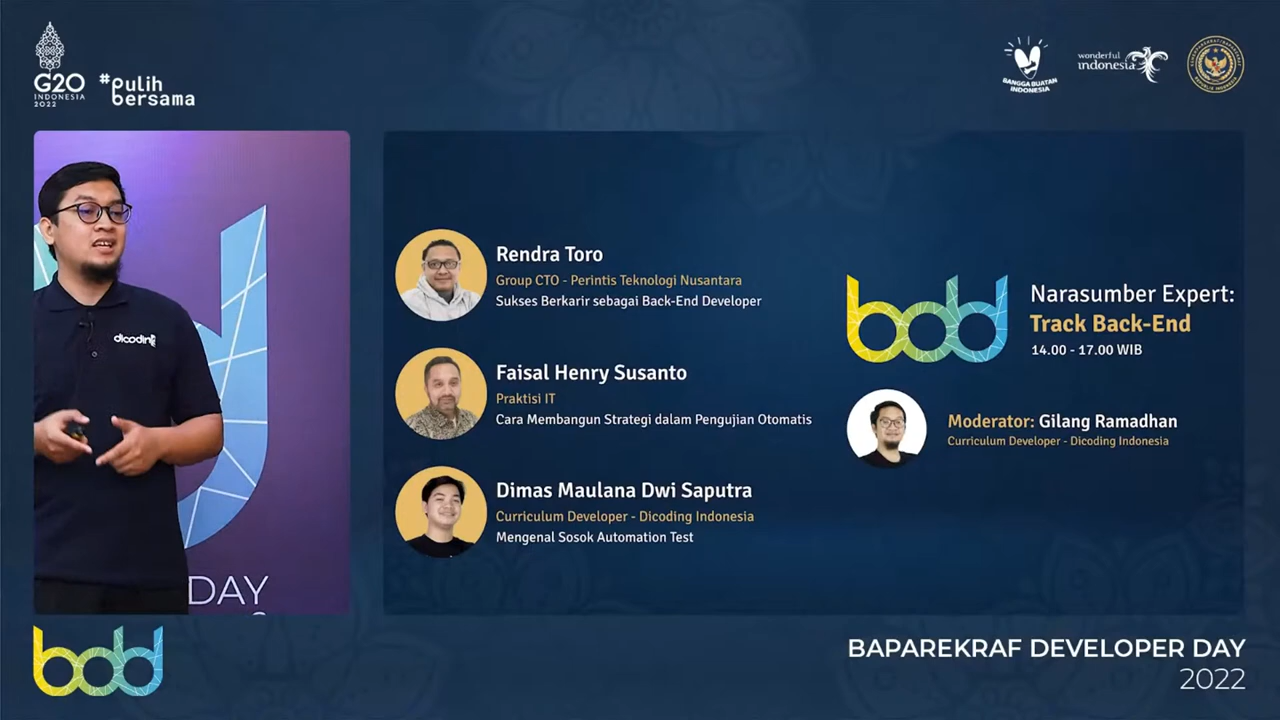 G20
INDONESIA
2022
#pulih
bersama
BANGGA BUATAN
INDONESIA
wonderful
indonesia
dicoding
DAY
Rendra Toro
Group CTO - Perintis Teknologi Nusantara
Sukses Berkarir sebagai Back-End Developer
Faisal Henry Susanto
Praktisi IT
Cara Membangun Strategi dalam Pengujian Otomatis
Dimas Maulana Dwi Saputra
Curriculum Developer - Dicoding Indonesia
Mengenal Sosok Automation Test
bdd
Narasumber Expert:
Track Back-End
14.00 - 17.00 WIB
Moderator: Gilang Ramadhan
Curriculum Developer - Dicoding Indonesia
bdd
BAPAREKRAF DEVELOPER DAY
2022